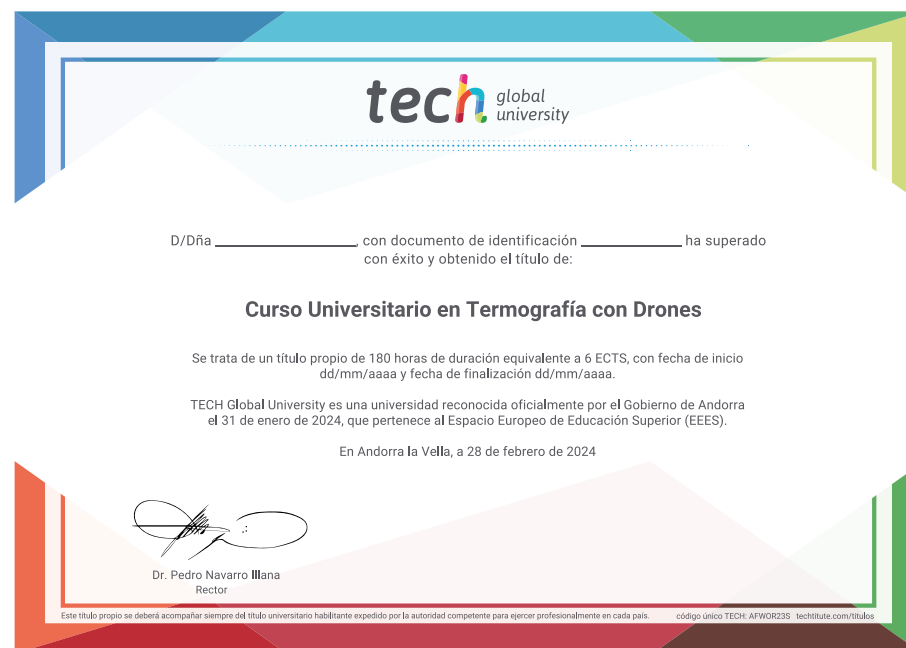 tech global university
D/Dña ____________________, con documento de identificación ______________ ha superado
con éxito y obtenido el título de:
Curso Universitario en Termografía con Drones
Se trata de un título propio de 180 horas de duración equivalente a 6 ECTS, con fecha de inicio
dd/mm/aaaa y fecha de finalización dd/mm/aaaa.
TECH Global University es una universidad reconocida oficialmente por el Gobierno de Andorra
el 31 de enero de 2024, que pertenece al Espacio Europeo de Educación Superior (EEES).
En Andorra la Vella, a 28 de febrero de 2024
Dr. Pedro Navarro Illana
Rector
Este título propio se deberá acompañar siempre del título universitario habilitante expedido por la autoridad competente para ejercer profesionalmente en cada país. código único TECH: AFWOR23S techtitute.com/titulos